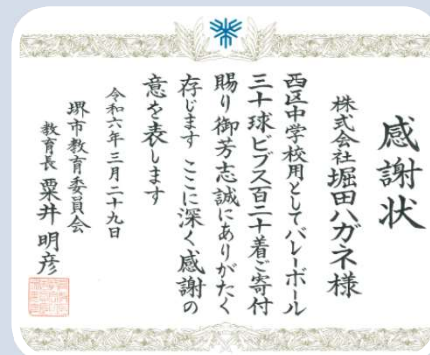 感謝状
株式会社堀田ハガネ様
西区中学校用としてバレーボール
三十球ビブス百二十着ご寄付
賜り御芳志誠にありがたく
存じます ここに深く感謝の
意を表します
令和六年三月二十九日
堺市教育委員会
教育長 粟井明彦